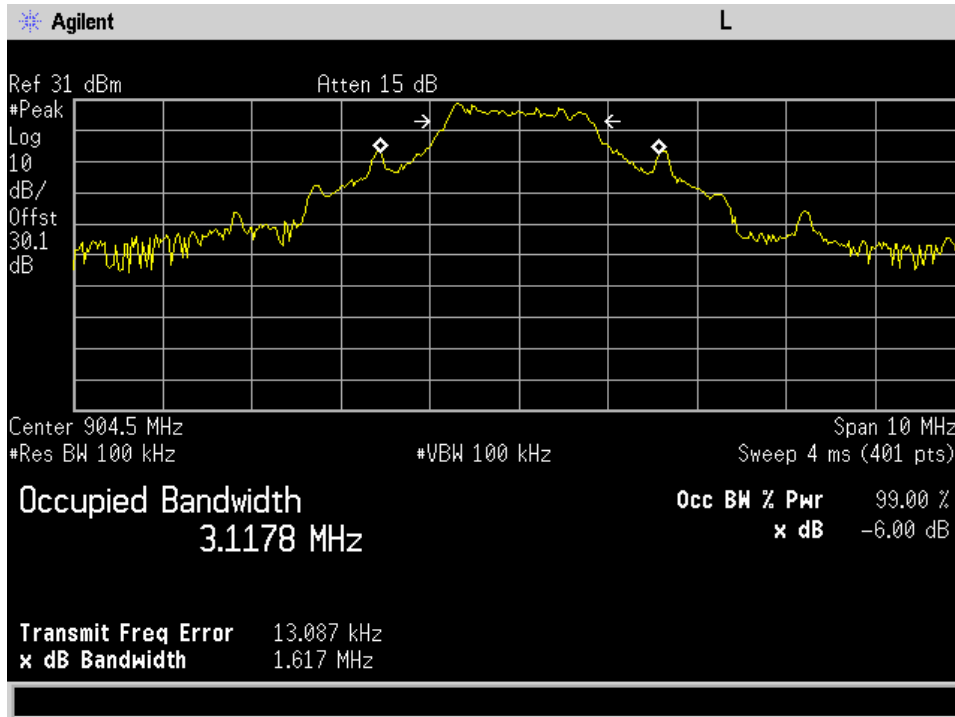 Agilent L
Ref 31 dBm Atten 15 dB
#Peak
Log
10
dB/
Offst
30.1
dB
Center 904.5 MHz Span 10 MHz
#Res BW 100 kHz #VBW 100 kHz Sweep 4 ms (401 pts)
Occupied Bandwidth Occ BW % Pwr 99.00 %
3.1178 MHz x dB -6.00 dB
Transmit Freq Error 13.087 kHz
x dB Bandwidth 1.617 MHz